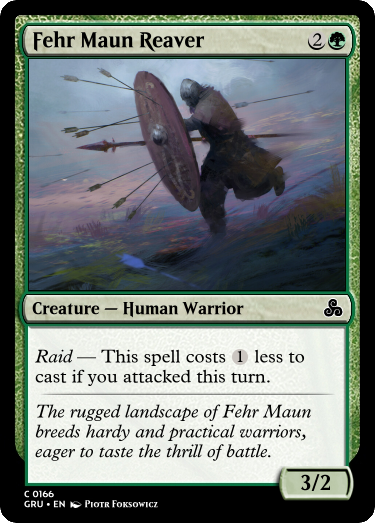 Fehr Maun Reaver 2
Creature — Human Warrior
Raid — This spell costs 1 less to
cast if you attacked this turn.
The rugged landscape of Fehr Maun
breeds hardy and practical warriors,
eager to taste the thrill of battle.
3/2
C 0166
GRU • EN Piotr Foksowicz